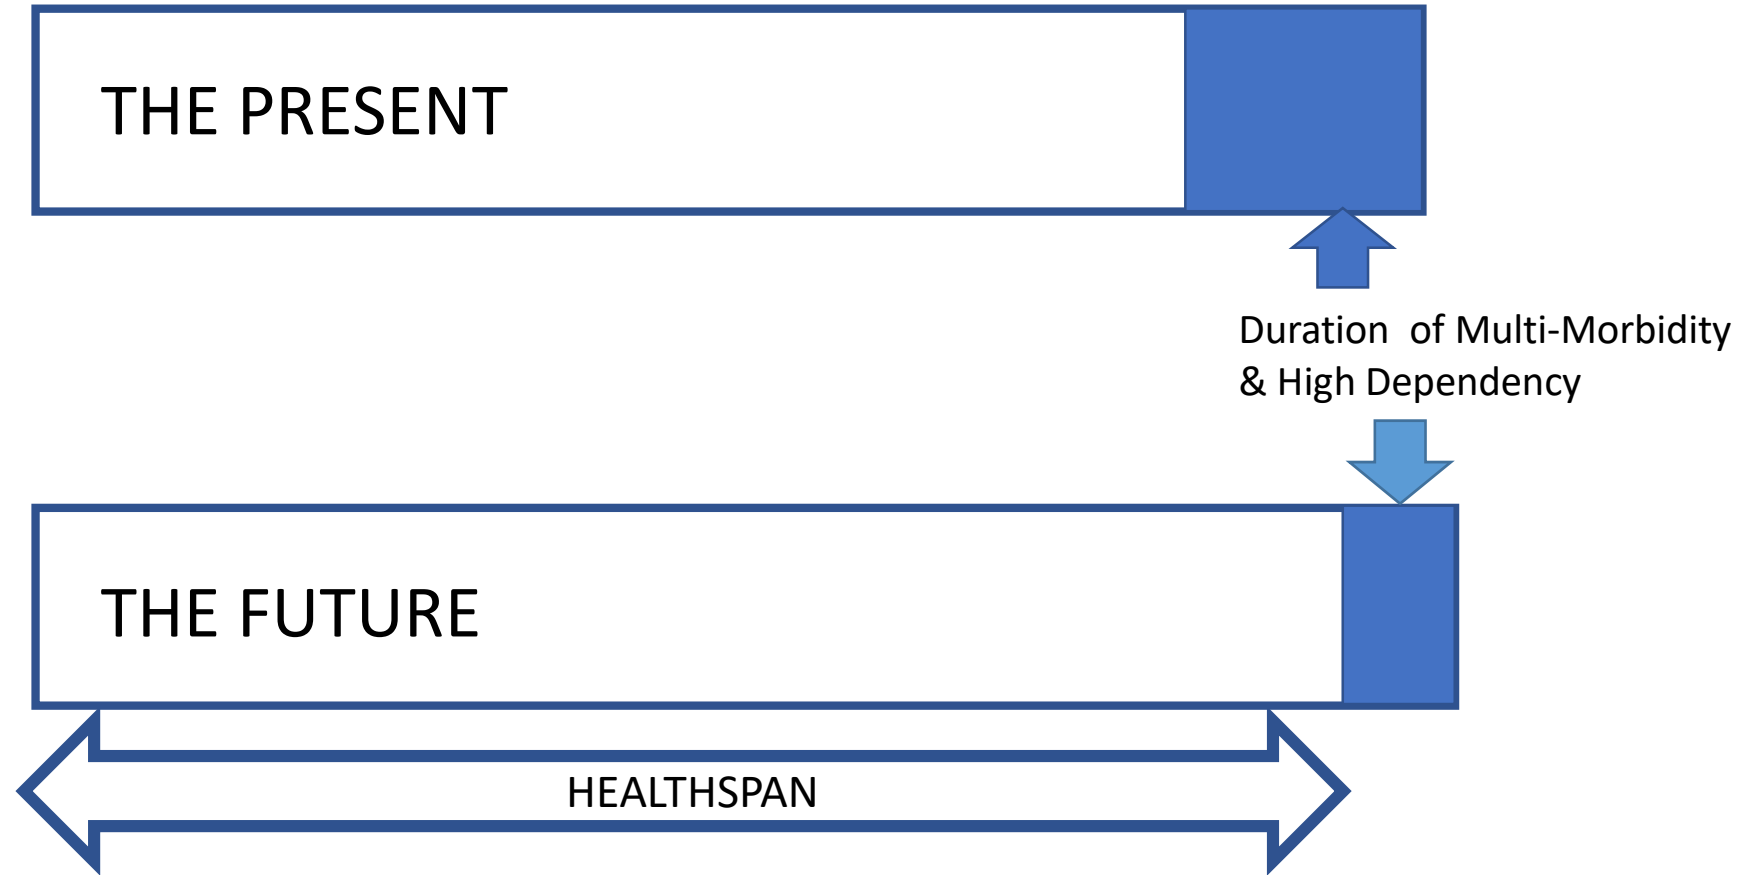 THE PRESENT
Duration  of Multi-Morbidity
& High Dependency
THE FUTURE
HEALTHSPAN